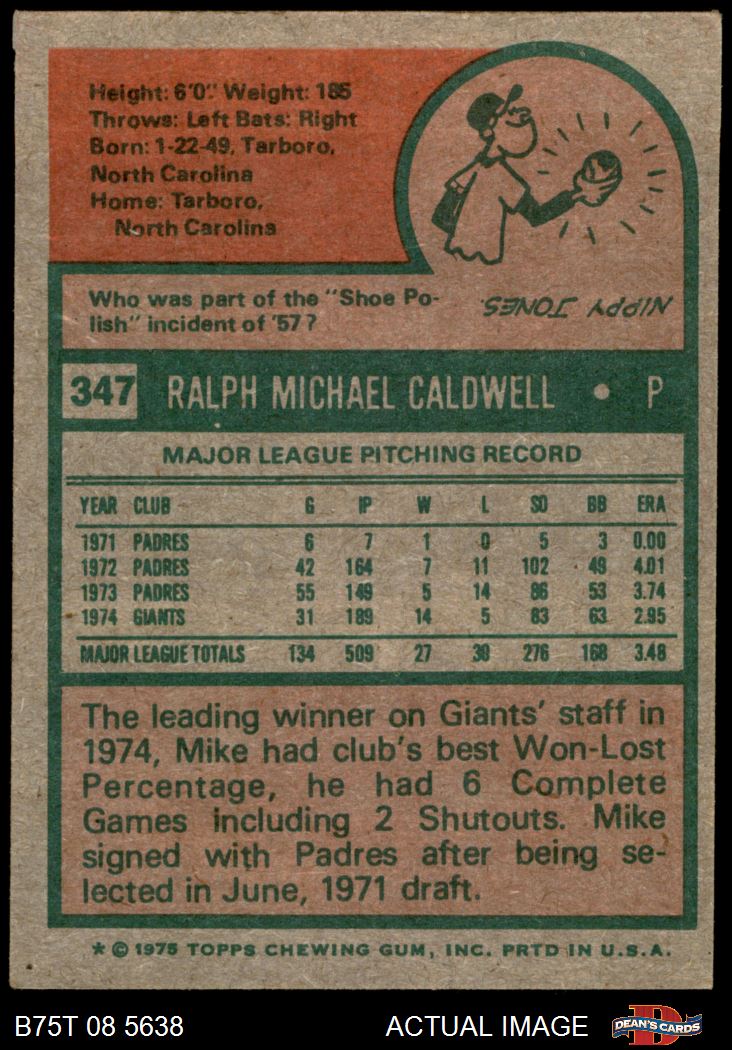 Height: 6'0" Weight: 185
Throws: Left Bats: Right
Born: 1-22-49, Tarboro,
North Carolina
Home: Tarboro,
North Carolina
Who was part of the "Shoe Po-
lish" incident of '57?
NIPPY JONES.
347 RALPH MICHAEL CALDWELL • P
MAJOR LEAGUE PITCHING RECORD
YEAR CLUB G IP W L SO BB ERA
1971 PADRES 6 7 1 0 5 3 0.00
1972 PADRES 42 164 7 11 102 49 4.01
1973 PADRES 55 149 5 14 86 53 3.74
1974 GIANTS 31 189 14 5 83 63 2.95
MAJOR LEAGUE TOTALS 134 509 27 30 276 168 3.48
The leading winner on Giants' staff in
1974, Mike had club's best Won-Lost
Percentage, he had 6 Complete
Games including 2 Shutouts. Mike
signed with Padres after being se-
lected in June, 1971 draft.
* © 1975 TOPPS CHEWING GUM, INC. PRTD IN U.S.A.
B75T 08 5638 ACTUAL IMAGE D DEAN'S CARDS